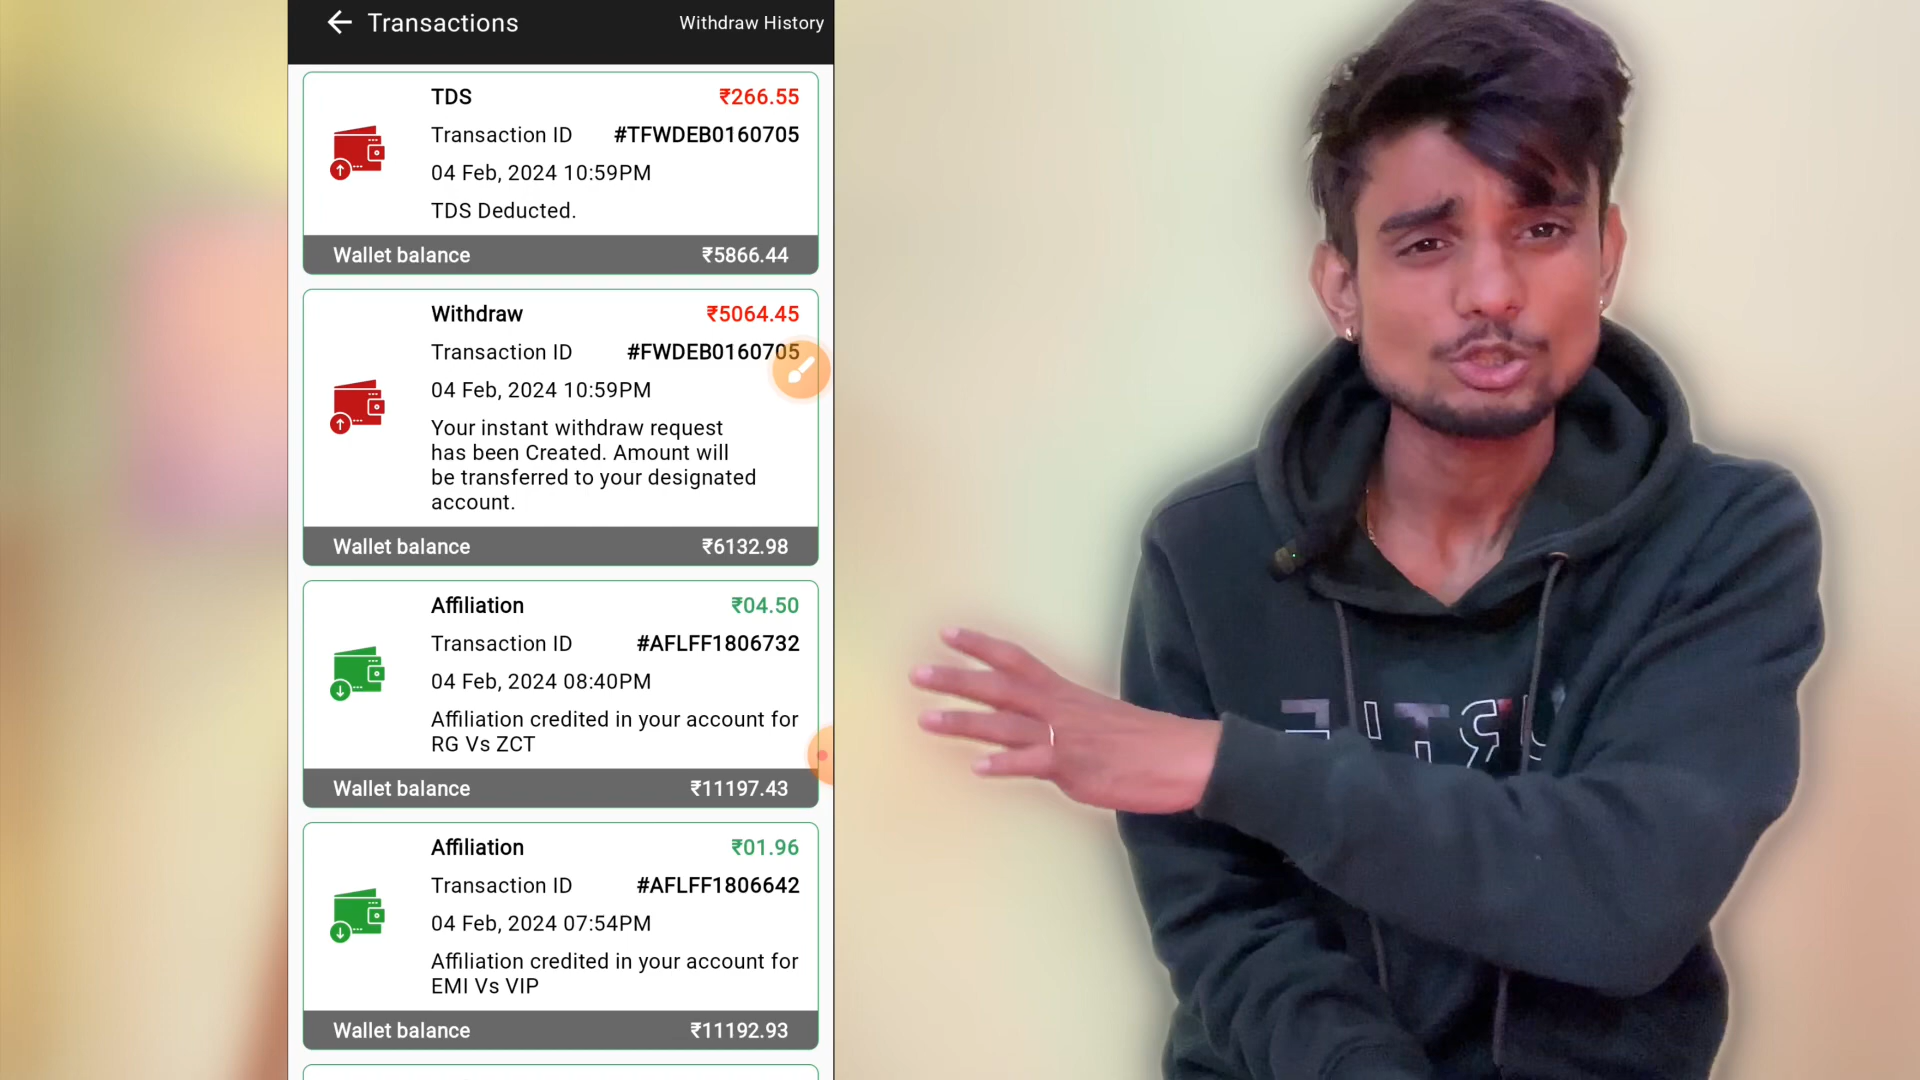 Transactions
Withdraw History
TDS ₹266.55
Transaction ID #TFWDEB0160705
04 Feb, 2024 10:59PM
TDS Deducted.
Wallet balance ₹5866.44
Withdraw ₹5064.45
Transaction ID #FWDEB0160705
04 Feb, 2024 10:59PM
Your instant withdraw request
has been Created. Amount will
be transferred to your designated
account.
Wallet balance ₹6132.98
Affiliation ₹04.50
Transaction ID #AFLFF1806732
04 Feb, 2024 08:40PM
Affiliation credited in your account for
RG Vs ZCT
Wallet balance ₹11197.43
Affiliation ₹01.96
Transaction ID #AFLFF1806642
04 Feb, 2024 07:54PM
Affiliation credited in your account for
EMI Vs VIP
Wallet balance ₹11192.93